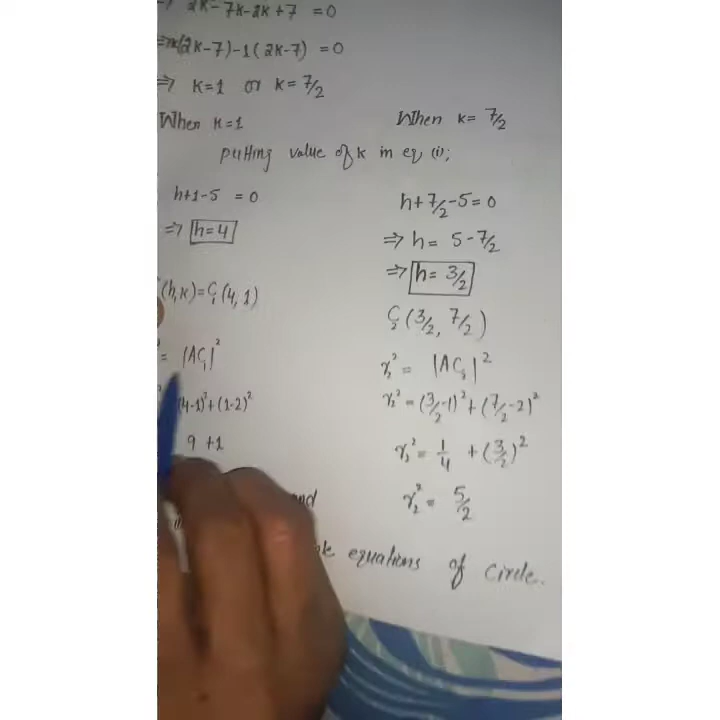 2k - 7k - 2k + 7 = 0
(2k-7) - 1(2k-7) = 0
⇒ k=1 or k = 7/2
When k=1
When k= 7/2
putting value of k in eq (i);
h+1-5 = 0
⇒ h=4
(h,k) = C₁(4, 1)
= |AC₁|²
(4-1)²+(1-2)²
9 +1
h+7/2-5=0
⇒ h= 5-7/2
⇒ h= 3/2
C₂(3/2, 7/2)
r₂² = |AC₂|²
r₂² = (3/2-1)²+(7/2-2)²
r₂² = 1/4 + (3/2)²
r₂² = 5/2
equations of circle.